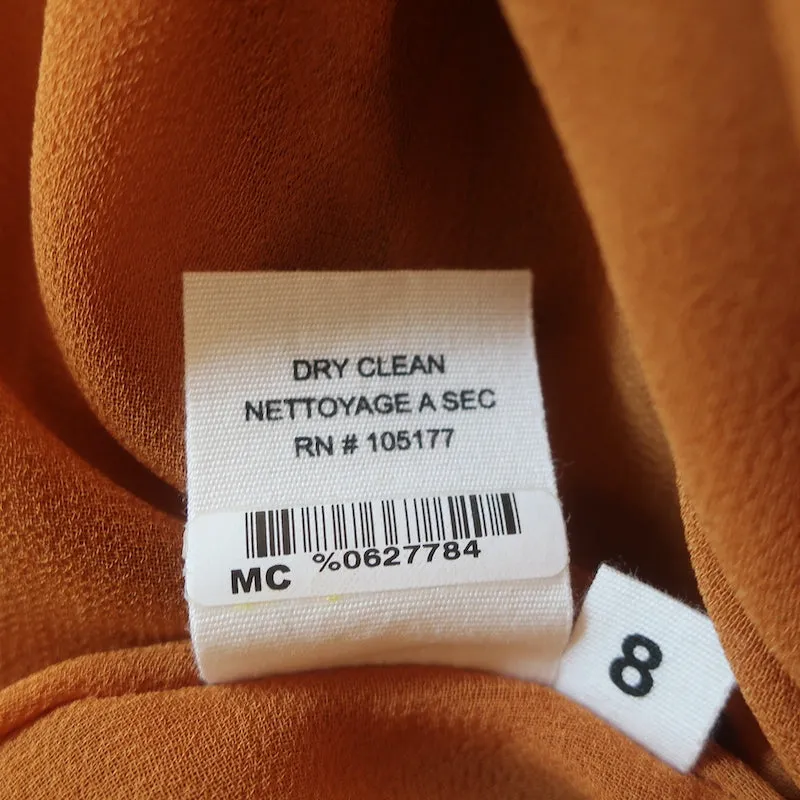 DRY CLEAN
NETTOYAGE A SEC
RN # 105177
MC %0627784
8